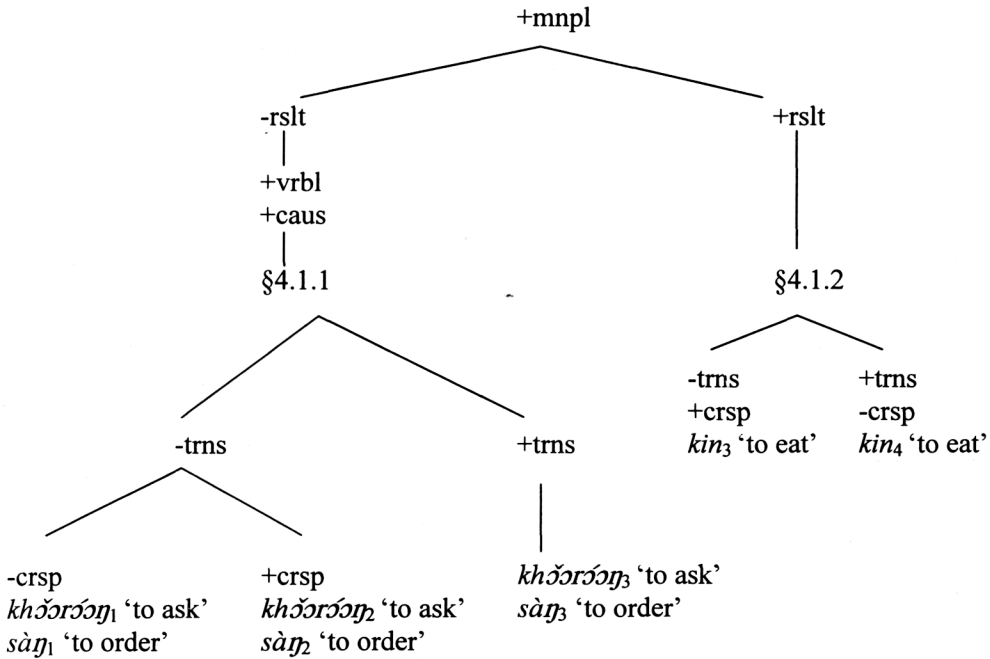 +mnpl
-rslt
+rslt
+vrbl
+caus
§4.1.1
§4.1.2
-trns
+crsp
kin₃ ‘to eat’
+trns
-crsp
kin₄ ‘to eat’
-trns
+trns
-crsp
khɔ̌ɔrɔ́ɔŋ₁ ‘to ask’
sàŋ₁ ‘to order’
+crsp
khɔ̌ɔrɔ́ɔŋ₂ ‘to ask’
sàŋ₂ ‘to order’
khɔ̌ɔrɔ́ɔŋ₃ ‘to ask’
sàŋ₃ ‘to order’